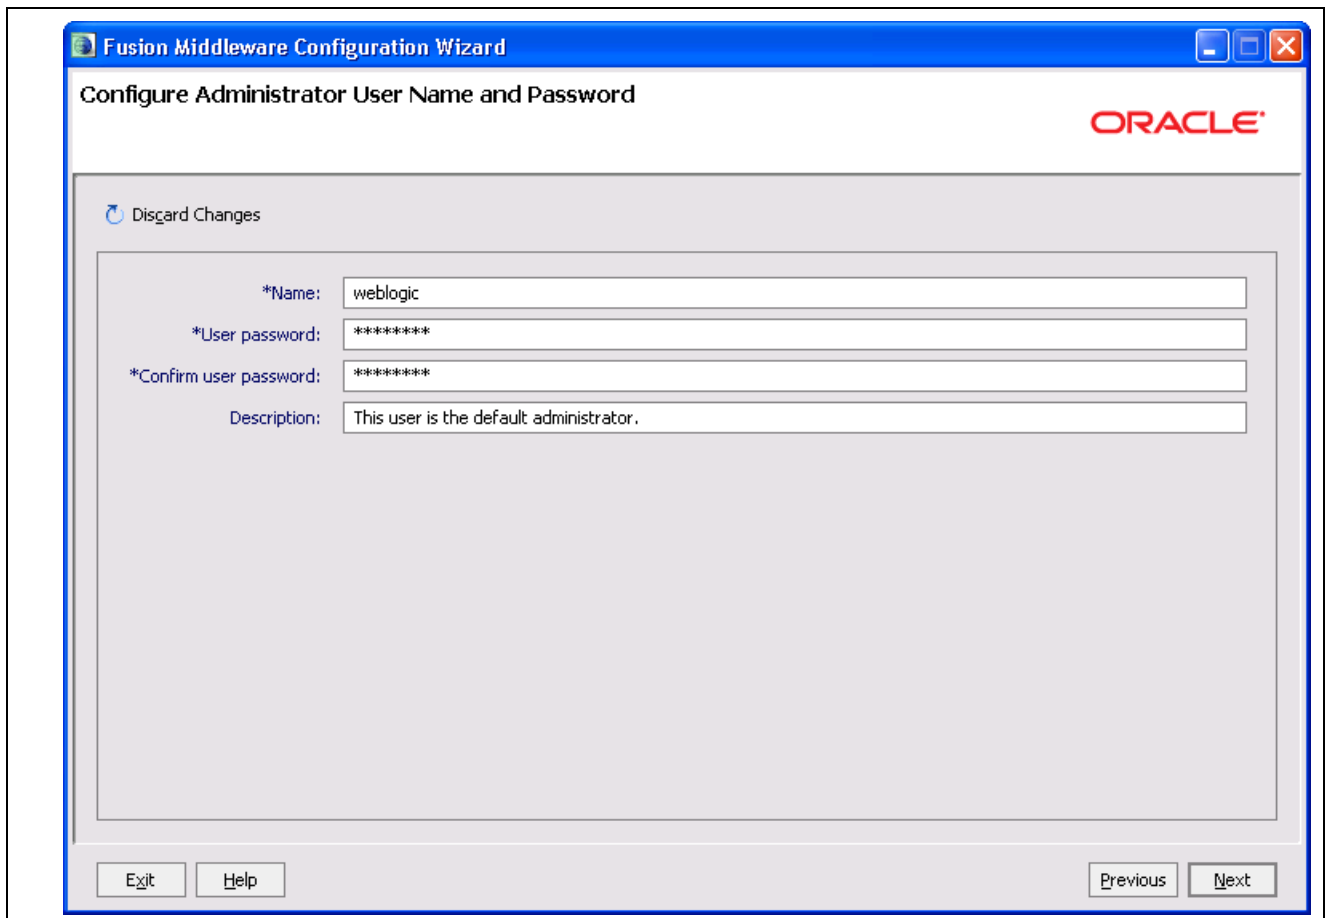 Fusion Middleware Configuration Wizard
Configure Administrator User Name and Password
ORACLE
Discard Changes
*Name: weblogic
*User password: ********
*Confirm user password: ********
Description: This user is the default administrator.
Exit Help Previous Next